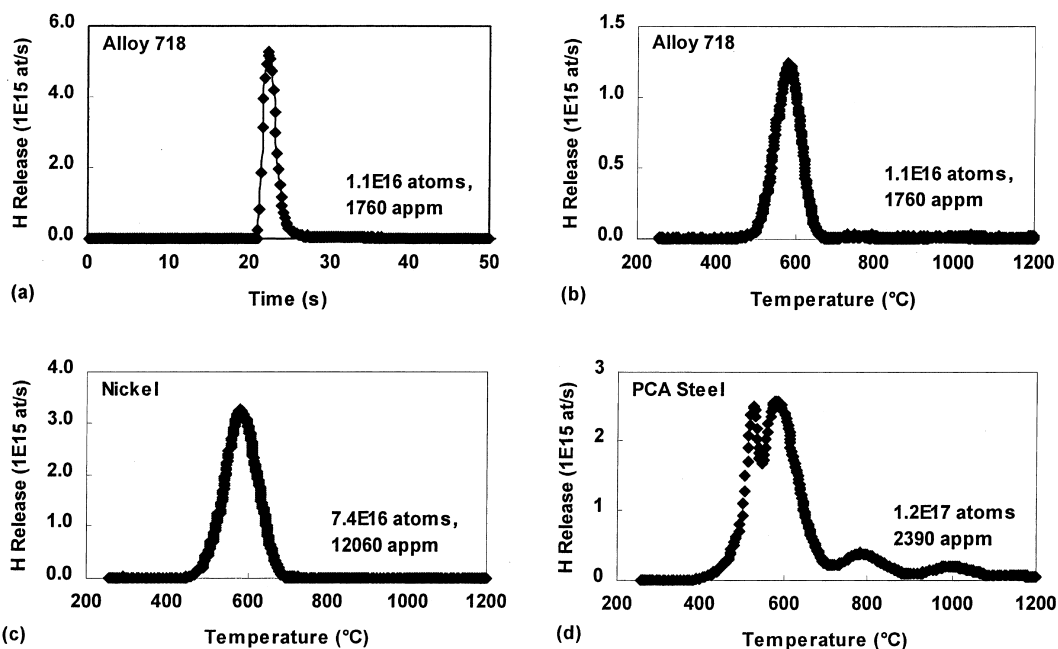 H Release (1E15 at/s)
6.0
4.0
2.0
0.0
Alloy 718
1.1E16 atoms,
1760 appm
0 10 20 30 40 50
Time (s)
(a)
H Release (1E15 at/s)
1.5
1.0
0.5
0.0
Alloy 718
1.1E16 atoms,
1760 appm
200 400 600 800 1000 1200
Temperature (°C)
(b)
H Release (1E15 at/s)
4.0
3.0
2.0
1.0
0.0
Nickel
7.4E16 atoms,
12060 appm
200 400 600 800 1000 1200
Temperature (°C)
(c)
H Release (1E15 at/s)
3
2
1
0
PCA Steel
1.2E17 atoms
2390 appm
200 400 600 800 1000 1200
Temperature (°C)
(d)